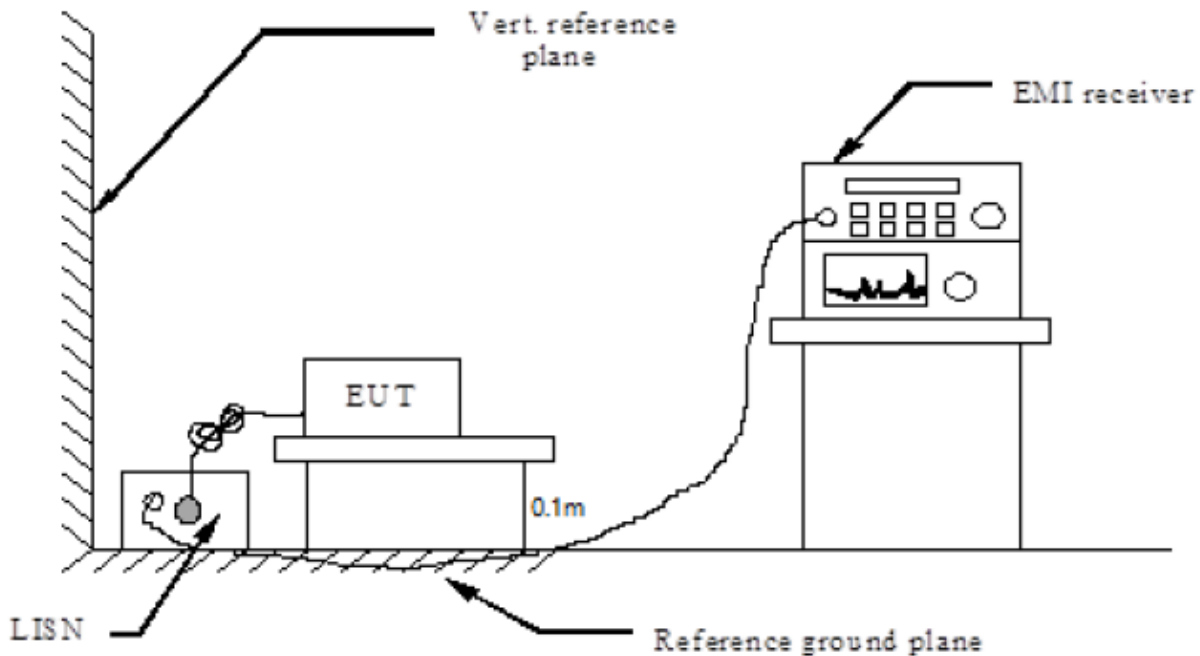 Vert. reference
plane
EMI receiver
EUT
0.1m
LISN
Reference ground plane